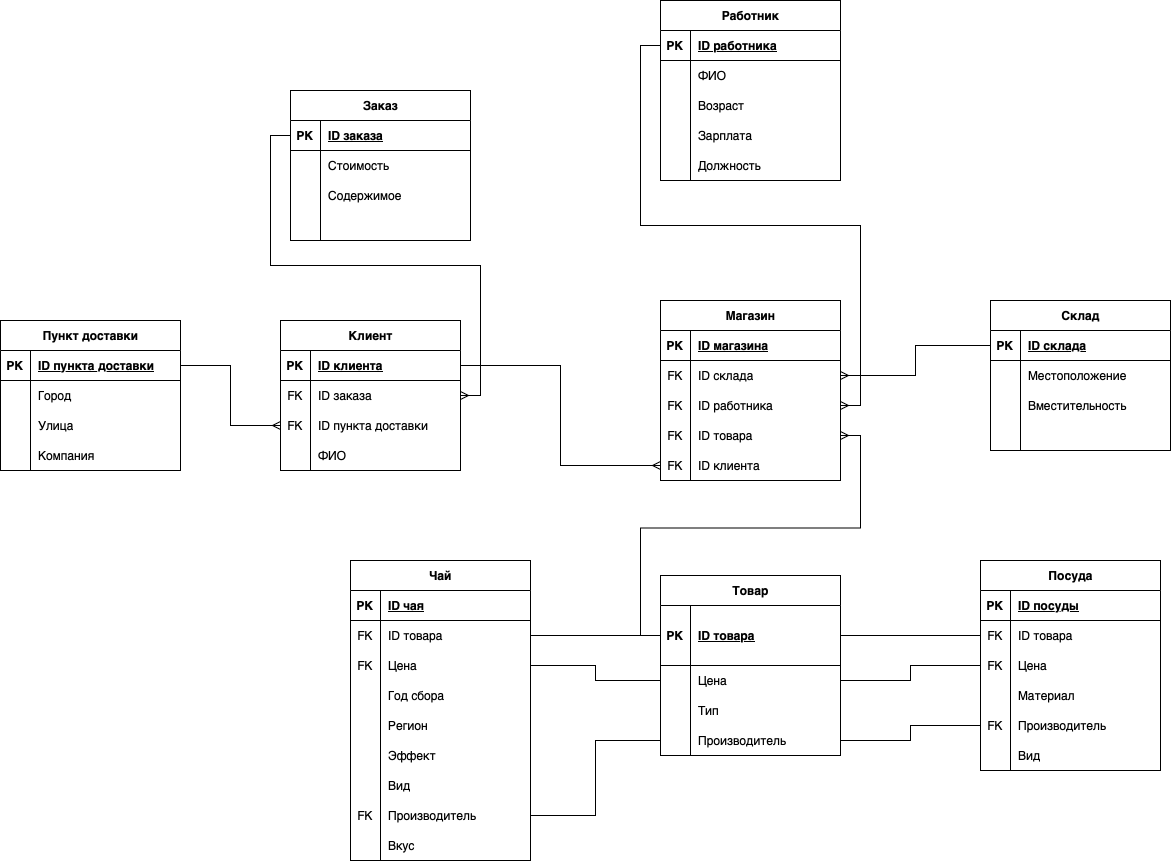 Работник
PK ID работника
ФИО
Возраст
Зарплата
Должность
Заказ
PK ID заказа
Стоимость
Содержимое
Пункт доставки
PK ID пункта доставки
Город
Улица
Компания
Клиент
PK ID клиента
FK ID заказа
FK ID пункта доставки
ФИО
Магазин
PK ID магазина
FK ID склада
FK ID работника
FK ID товара
FK ID клиента
Склад
PK ID склада
Местоположение
Вместительность
Чай
PK ID чая
FK ID товара
FK Цена
Год сбора
Регион
Эффект
Вид
FK Производитель
Вкус
Товар
PK ID товара
Цена
Тип
Производитель
Посуда
PK ID посуды
FK ID товара
FK Цена
Материал
FK Производитель
Вид